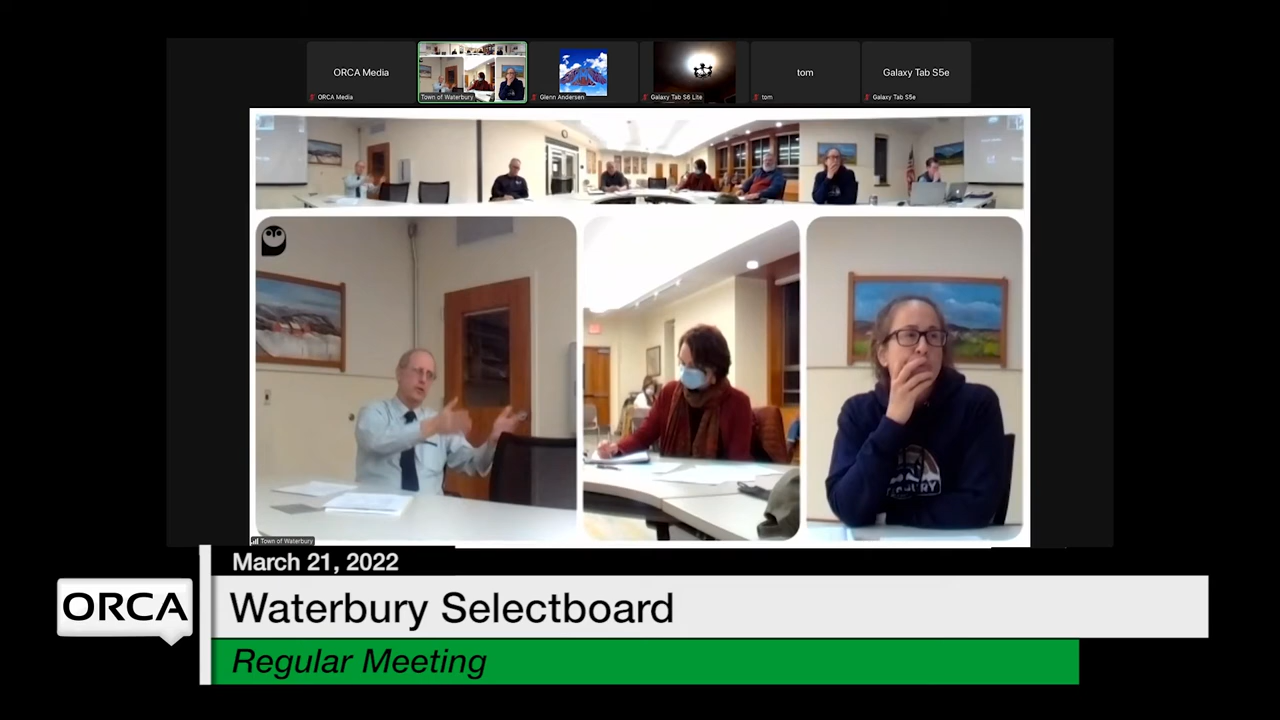 ORCA Media
tom
Galaxy Tab S5e
ORCA Media
Town of Waterbury
Glenn Andersen
Galaxy Tab S6 Lite
tom
Galaxy Tab S5e
Town of Waterbury
March 21, 2022
ORCA
Waterbury Selectboard
Regular Meeting